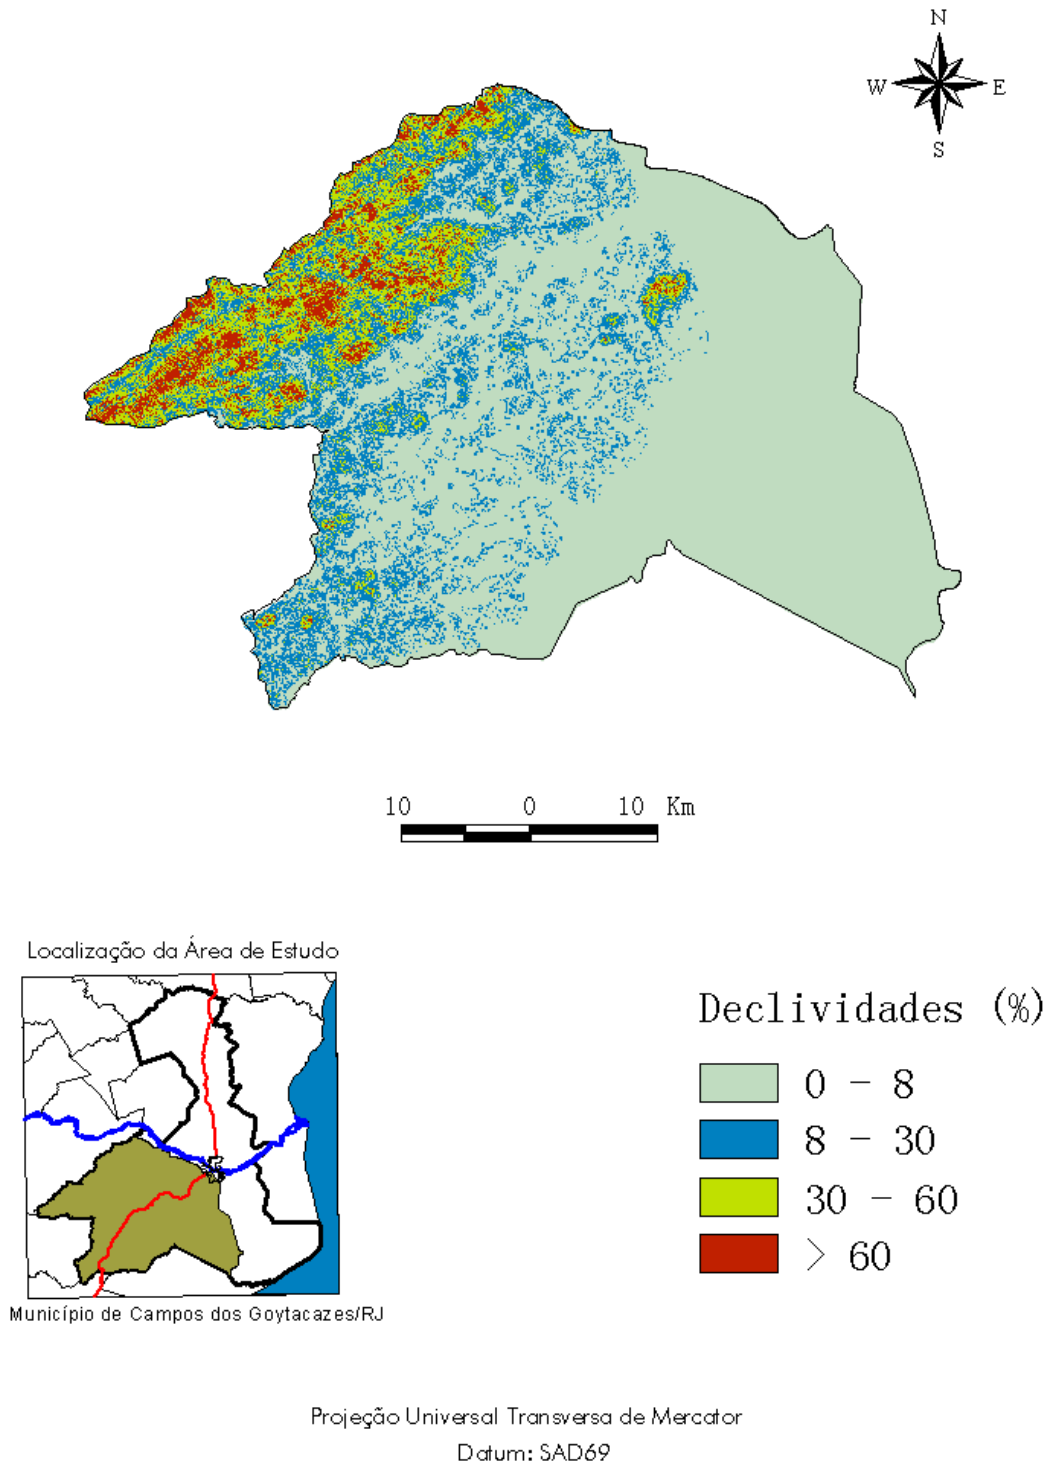 N
W E
S
10 0 10 Km
Localização da Área de Estudo
Município de Campos dos Goytacazes/RJ
Declividades (%)
0 – 8
8 – 30
30 – 60
> 60
Projeção Universal Transversa de Mercator
Datum: SAD69